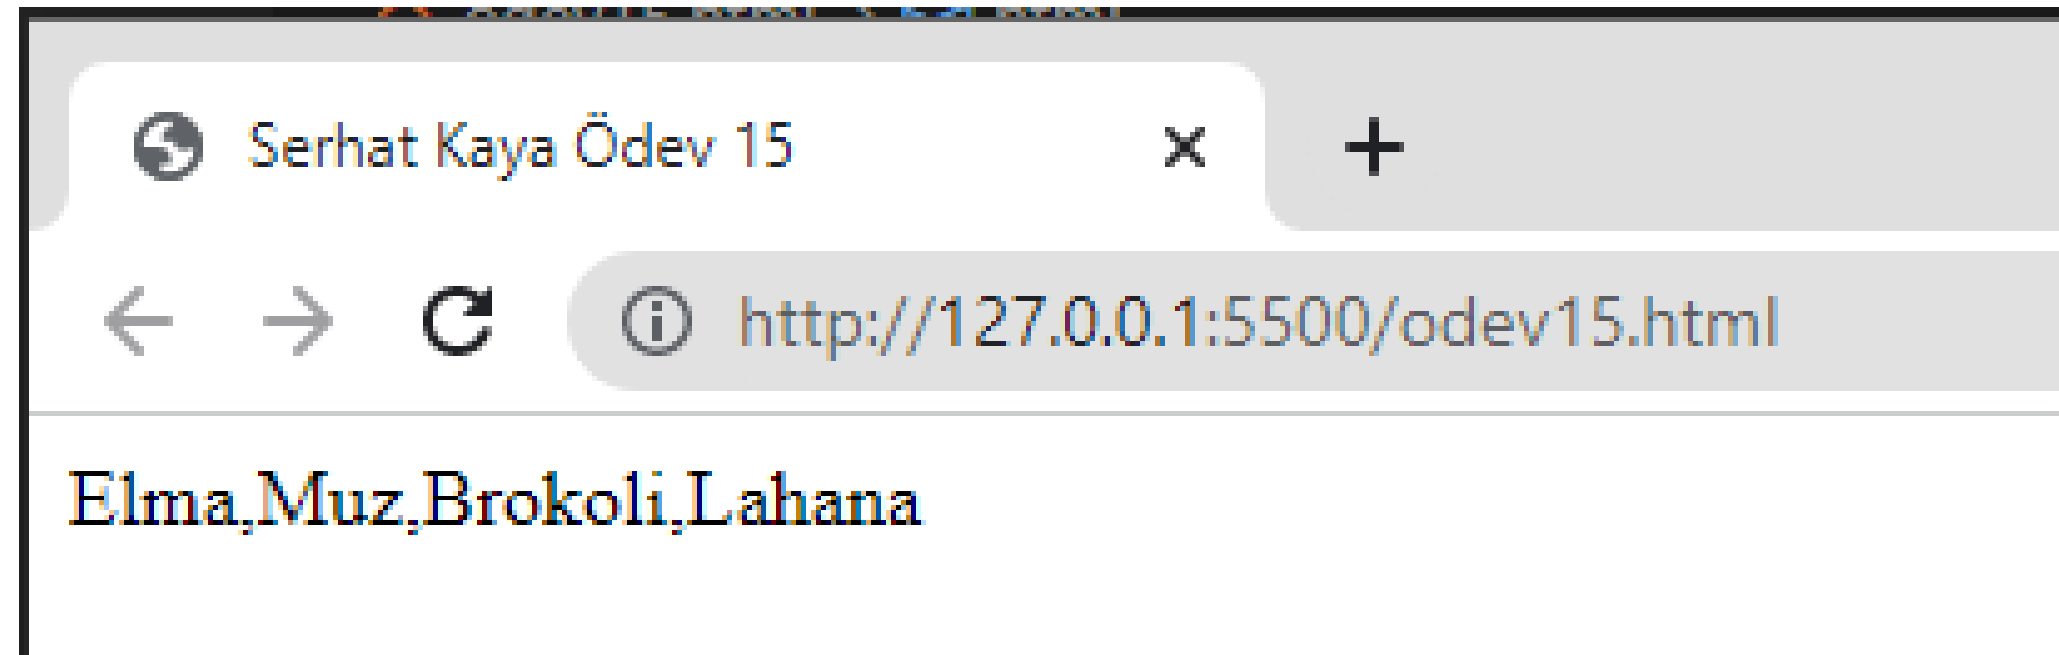 Serhat Kaya Ödev 15
http://127.0.0.1:5500/odev15.html
Elma,Muz,Brokoli,Lahana